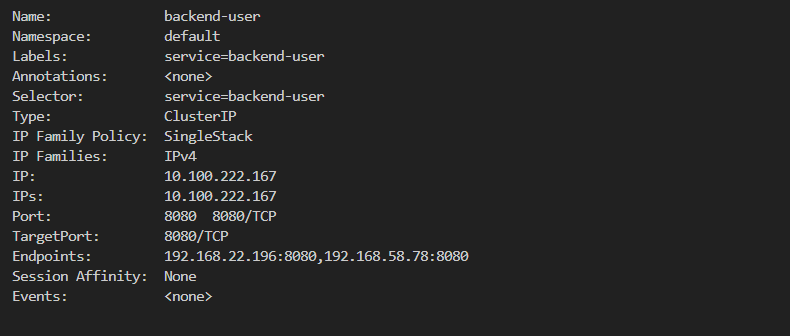 Name: backend-user
Namespace: default
Labels: service=backend-user
Annotations: <none>
Selector: service=backend-user
Type: ClusterIP
IP Family Policy: SingleStack
IP Families: IPv4
IP: 10.100.222.167
IPs: 10.100.222.167
Port: 8080 8080/TCP
TargetPort: 8080/TCP
Endpoints: 192.168.22.196:8080,192.168.58.78:8080
Session Affinity: None
Events: <none>